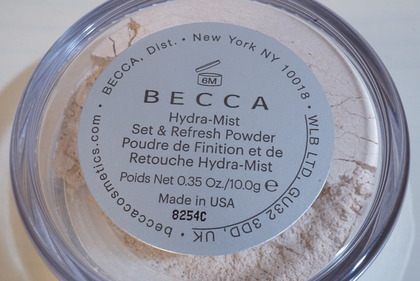 beccacosmetics.com • BECCA, Dist. • New York NY 10018 • WLB LTD, GU32 3DD, UK •
6M
BECCA
Hydra-Mist
Set & Refresh Powder
Poudre de Finition et de
Retouche Hydra-Mist
Poids Net 0.35 Oz./10.0g ℮
Made in USA
8254C